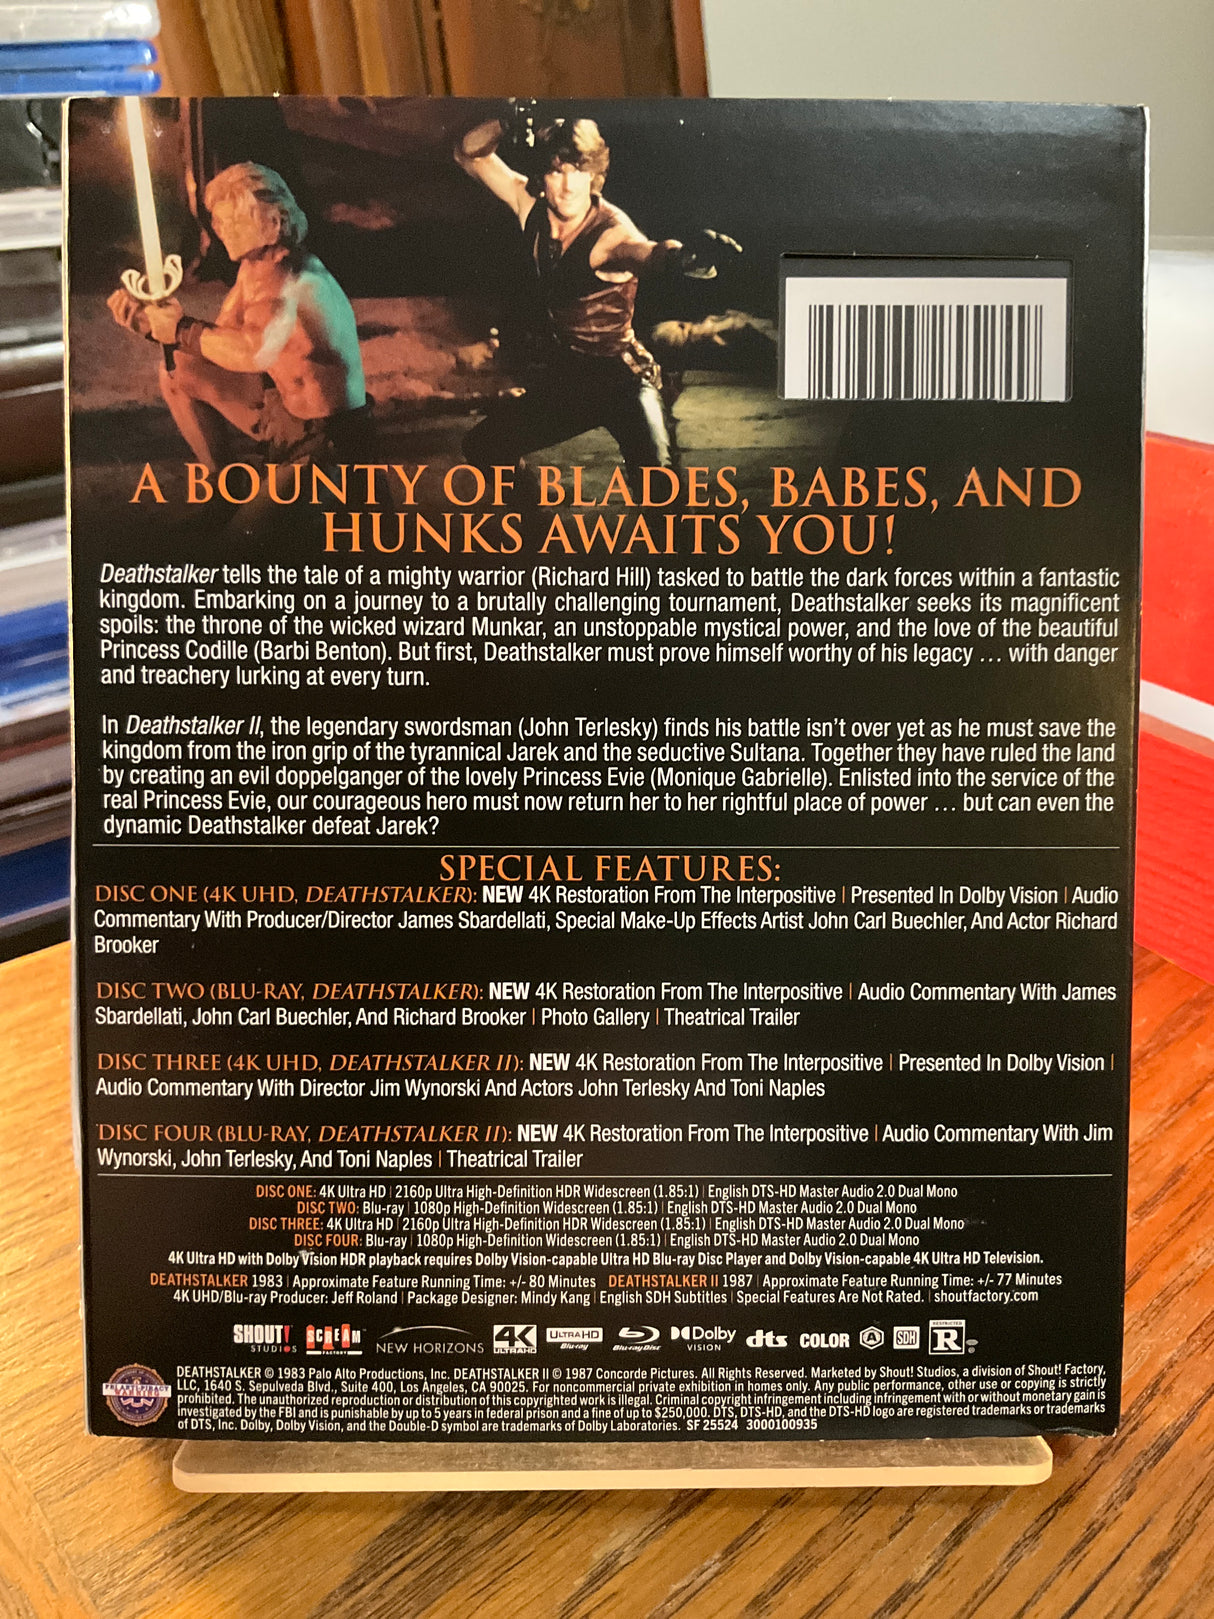 A BOUNTY OF BLADES, BABES, AND
HUNKS AWAITS YOU!
Deathstalker tells the tale of a mighty warrior (Richard Hill) tasked to battle the dark forces within a fantastic
kingdom. Embarking on a journey to a brutally challenging tournament, Deathstalker seeks its magnificent
spoils: the throne of the wicked wizard Munkar, an unstoppable mystical power, and the love of the beautiful
Princess Codille (Barbi Benton). But first, Deathstalker must prove himself worthy of his legacy ... with danger
and treachery lurking at every turn.
In Deathstalker II, the legendary swordsman (John Terlesky) finds his battle isn't over yet as he must save the
kingdom from the iron grip of the tyrannical Jarek and the seductive Sultana. Together they have ruled the land
by creating an evil doppelganger of the lovely Princess Evie (Monique Gabrielle). Enlisted into the service of the
real Princess Evie, our courageous hero must now return her to her rightful place of power ... but can even the
dynamic Deathstalker defeat Jarek?
SPECIAL FEATURES:
DISC ONE (4K UHD, DEATHSTALKER): NEW 4K Restoration From The Interpositive | Presented In Dolby Vision | Audio
Commentary With Producer/Director James Sbardellati, Special Make-Up Effects Artist John Carl Buechler, And Actor Richard
Brooker
DISC TWO (BLU-RAY, DEATHSTALKER): NEW 4K Restoration From The Interpositive | Audio Commentary With James
Sbardellati, John Carl Buechler, And Richard Brooker | Photo Gallery | Theatrical Trailer
DISC THREE (4K UHD, DEATHSTALKER II): NEW 4K Restoration From The Interpositive | Presented In Dolby Vision |
Audio Commentary With Director Jim Wynorski And Actors John Terlesky And Toni Naples
DISC FOUR (BLU-RAY, DEATHSTALKER II): NEW 4K Restoration From The Interpositive | Audio Commentary With Jim
Wynorski, John Terlesky, And Toni Naples | Theatrical Trailer
DISC ONE: 4K Ultra HD | 2160p Ultra High-Definition HDR Widescreen (1.85:1) | English DTS-HD Master Audio 2.0 Dual Mono
DISC TWO: Blu-ray | 1080p High-Definition Widescreen (1.85:1) | English DTS-HD Master Audio 2.0 Dual Mono
DISC THREE: 4K Ultra HD | 2160p Ultra High-Definition HDR Widescreen (1.85:1) | English DTS-HD Master Audio 2.0 Dual Mono
DISC FOUR: Blu-ray | 1080p High-Definition Widescreen (1.85:1) | English DTS-HD Master Audio 2.0 Dual Mono
4K Ultra HD with Dolby Vision HDR playback requires Dolby Vision-capable Ultra HD Blu-ray Disc Player and Dolby Vision-capable 4K Ultra HD Television.
DEATHSTALKER 1983 | Approximate Feature Running Time: +/- 80 Minutes DEATHSTALKER II 1987 | Approximate Feature Running Time: +/- 77 Minutes
4K UHD/Blu-ray Producer: Jeff Roland | Package Designer: Mindy Kang | English SDH Subtitles | Special Features Are Not Rated. | shoutfactory.com
SHOUT! STUDIOS SCREAM FACTORY NEW HORIZONS 4K ULTRAHD ULTRA HD Blu-ray Blu-ray Disc Dolby VISION dts COLOR A SDH RESTRICTED R
DEATHSTALKER © 1983 Palo Alto Productions, Inc. DEATHSTALKER II © 1987 Concorde Pictures. All Rights Reserved. Marketed by Shout! Studios, a division of Shout! Factory,
LLC, 1640 S. Sepulveda Blvd., Suite 400, Los Angeles, CA 90025. For noncommercial private exhibition in homes only. Any public performance, other use or copying is strictly
prohibited. The unauthorized reproduction or distribution of this copyrighted work is illegal. Criminal copyright infringement including infringement with or without monetary gain is
investigated by the FBI and is punishable by up to 5 years in federal prison and a fine of up to $250,000. DTS, DTS-HD, and the DTS-HD logo are registered trademarks or trademarks
of DTS, Inc. Dolby, Dolby Vision, and the Double-D symbol are trademarks of Dolby Laboratories. SF 25524 3000100935